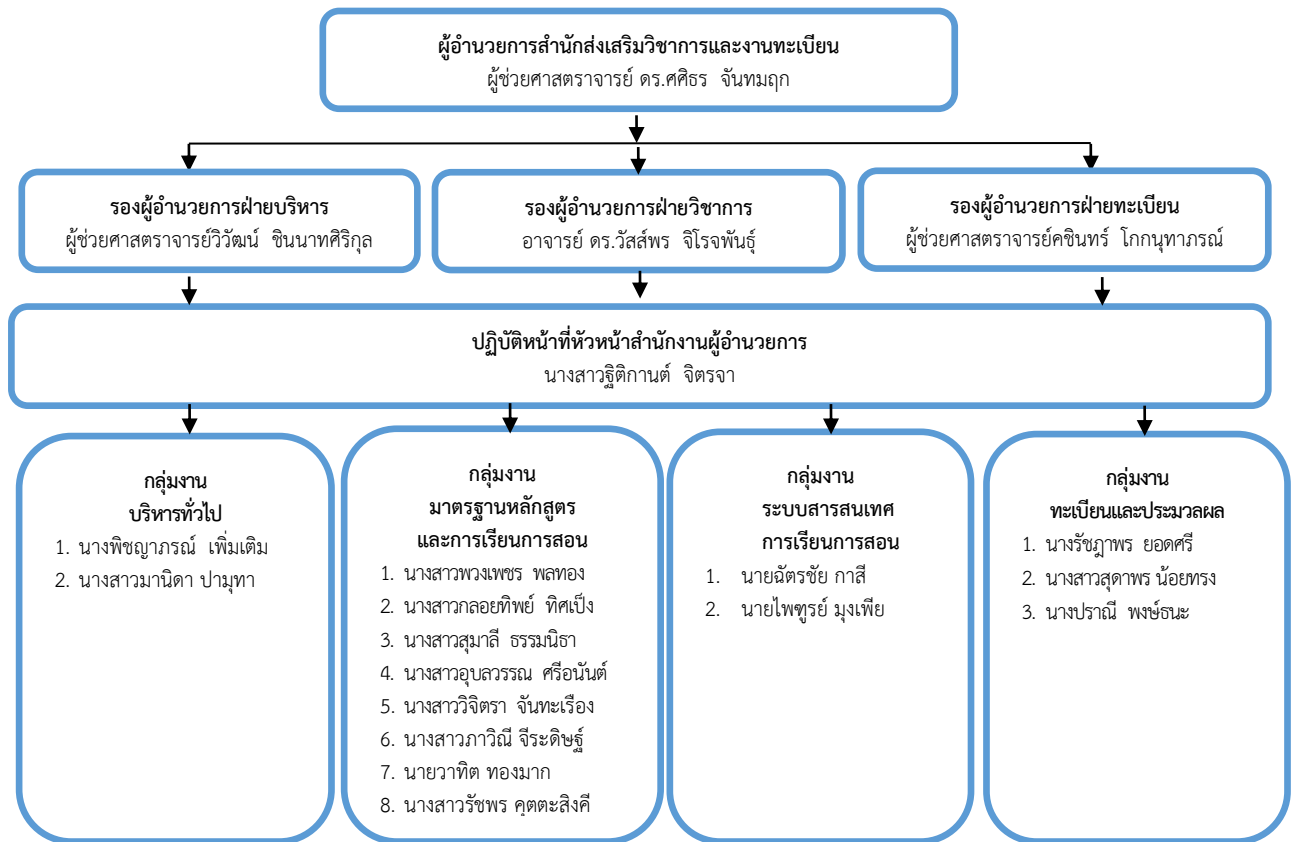 ผู้อำนวยการสำนักส่งเสริมวิชาการและงานทะเบียน
ผู้ช่วยศาสตราจารย์ ดร.ศศิธร  จันทมฤก
รองผู้อำนวยการฝ่ายบริหาร
ผู้ช่วยศาสตราจารย์วิวัฒน์  ชินนาทศิริกุล
รองผู้อำนวยการฝ่ายวิชาการ
อาจารย์ ดร.วัสส์พร  จิโรจพันธุ์
รองผู้อำนวยการฝ่ายทะเบียน
ผู้ช่วยศาสตราจารย์คชินทร์  โกกนุทาภรณ์
ปฏิบัติหน้าที่หัวหน้าสำนักงานผู้อำนวยการ
นางสาวฐิติกานต์  จิตรจา
กลุ่มงาน
บริหารทั่วไป
1. นางพิชญาภรณ์  เพิ่มเติม
2. นางสาวมานิดา ปามุทา
กลุ่มงาน
มาตรฐานหลักสูตร
และการเรียนการสอน
1. นางสาวพวงเพชร พลทอง
2. นางสาวกลอยทิพย์  ทิศเป็ง
3. นางสาวสุมาลี  ธรรมนิธา
4. นางสาวอุบลวรรณ  ศรีอนันต์
5. นางสาววิจิตรา  จันทะเรือง
6. นางสาวภาวิณี จีระดิษฐ์
7. นายวาทิต ทองมาก
8. นางสาวรัชพร คุตตะสิงคี
กลุ่มงาน
ระบบสารสนเทศ
การเรียนการสอน
1. นายฉัตรชัย กาสี
2. นายไพฑูรย์ มุงเพีย
กลุ่มงาน
ทะเบียนและประมวลผล
1. นางรัชฎาพร  ยอดศรี
2. นางสาวสุดาพร น้อยทรง
3. นางปราณี  พงษ์ธนะ